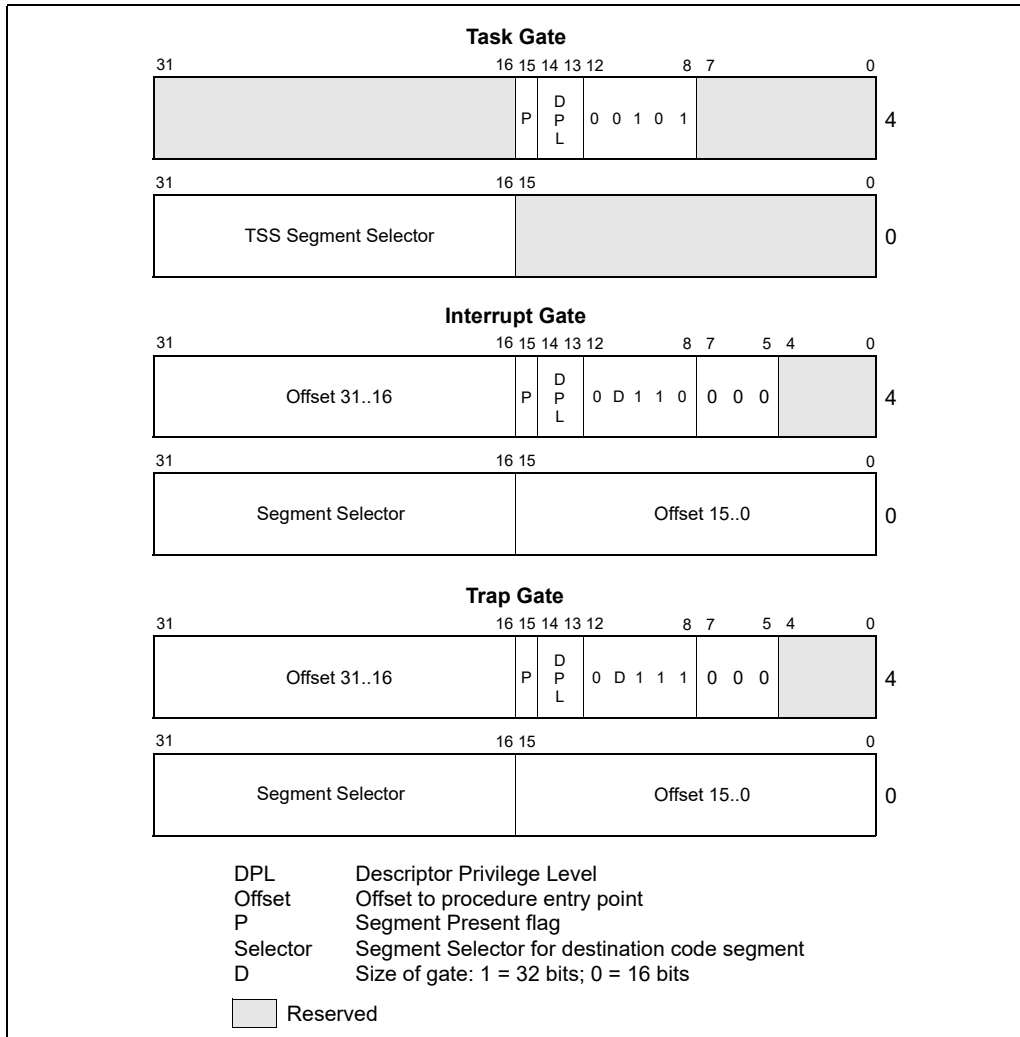 Task Gate
31 16 15 14 13 12 8 7 0
P D P L 0 0 1 0 1 4
31 16 15 0
TSS Segment Selector 0
Interrupt Gate
31 16 15 14 13 12 8 7 5 4 0
Offset 31..16 P D P L 0 D 1 1 0 0 0 0 4
31 16 15 0
Segment Selector Offset 15..0 0
Trap Gate
31 16 15 14 13 12 8 7 5 4 0
Offset 31..16 P D P L 0 D 1 1 1 0 0 0 4
31 16 15 0
Segment Selector Offset 15..0 0
DPL Descriptor Privilege Level
Offset Offset to procedure entry point
P Segment Present flag
Selector Segment Selector for destination code segment
D Size of gate: 1 = 32 bits; 0 = 16 bits
Reserved